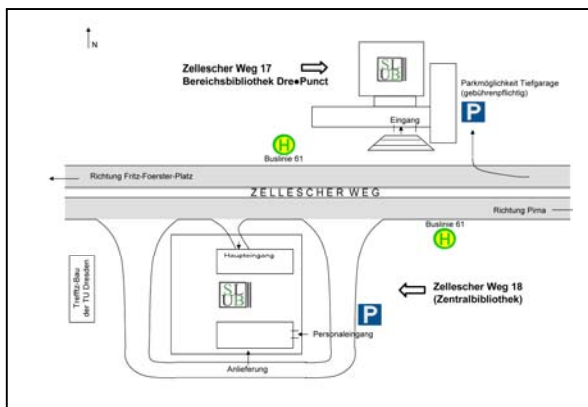 N
Zellescher Weg 17
Bereichsbibliothek Dre●Punct
SL
UB
Parkmöglichkeit Tiefgarage
(gebührenpflichtig)
P
Eingang
H
Buslinie 61
Richtung Fritz-Foerster-Platz
ZELLESCHER WEG
Richtung Pirna
Buslinie 61
H
Haupteingang
Trefftz-Bau
der TU Dresden
SL
UB
Zellescher Weg 18
(Zentralbibliothek)
P
Personaleingang
Anlieferung